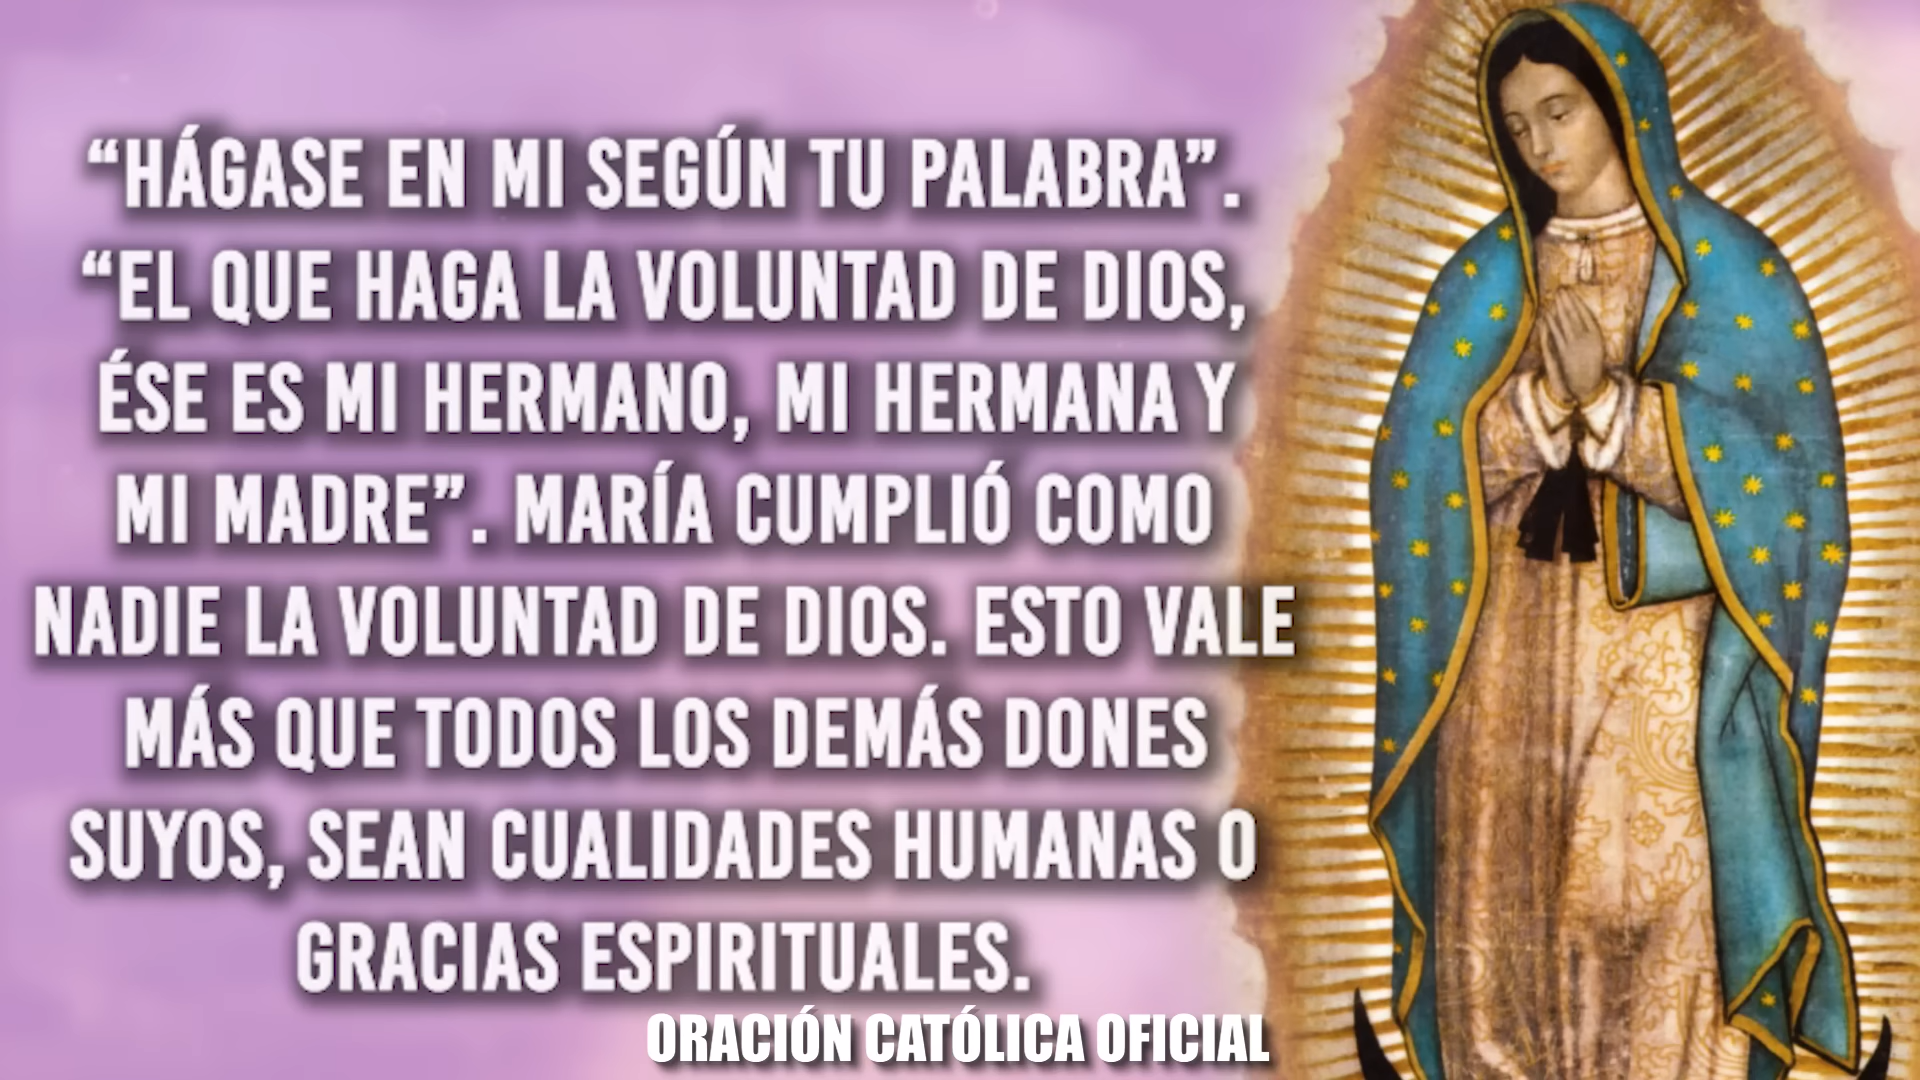 “HÁGASE EN MI SEGÚN TU PALABRA”.
“EL QUE HAGA LA VOLUNTAD DE DIOS,
ÉSE ES MI HERMANO, MI HERMANA Y
MI MADRE”. MARÍA CUMPLIÓ COMO
NADIE LA VOLUNTAD DE DIOS. ESTO VALE
MÁS QUE TODOS LOS DEMÁS DONES
SUYOS, SEAN CUALIDADES HUMANAS O
GRACIAS ESPIRITUALES.
ORACIÓN CATÓLICA OFICIAL